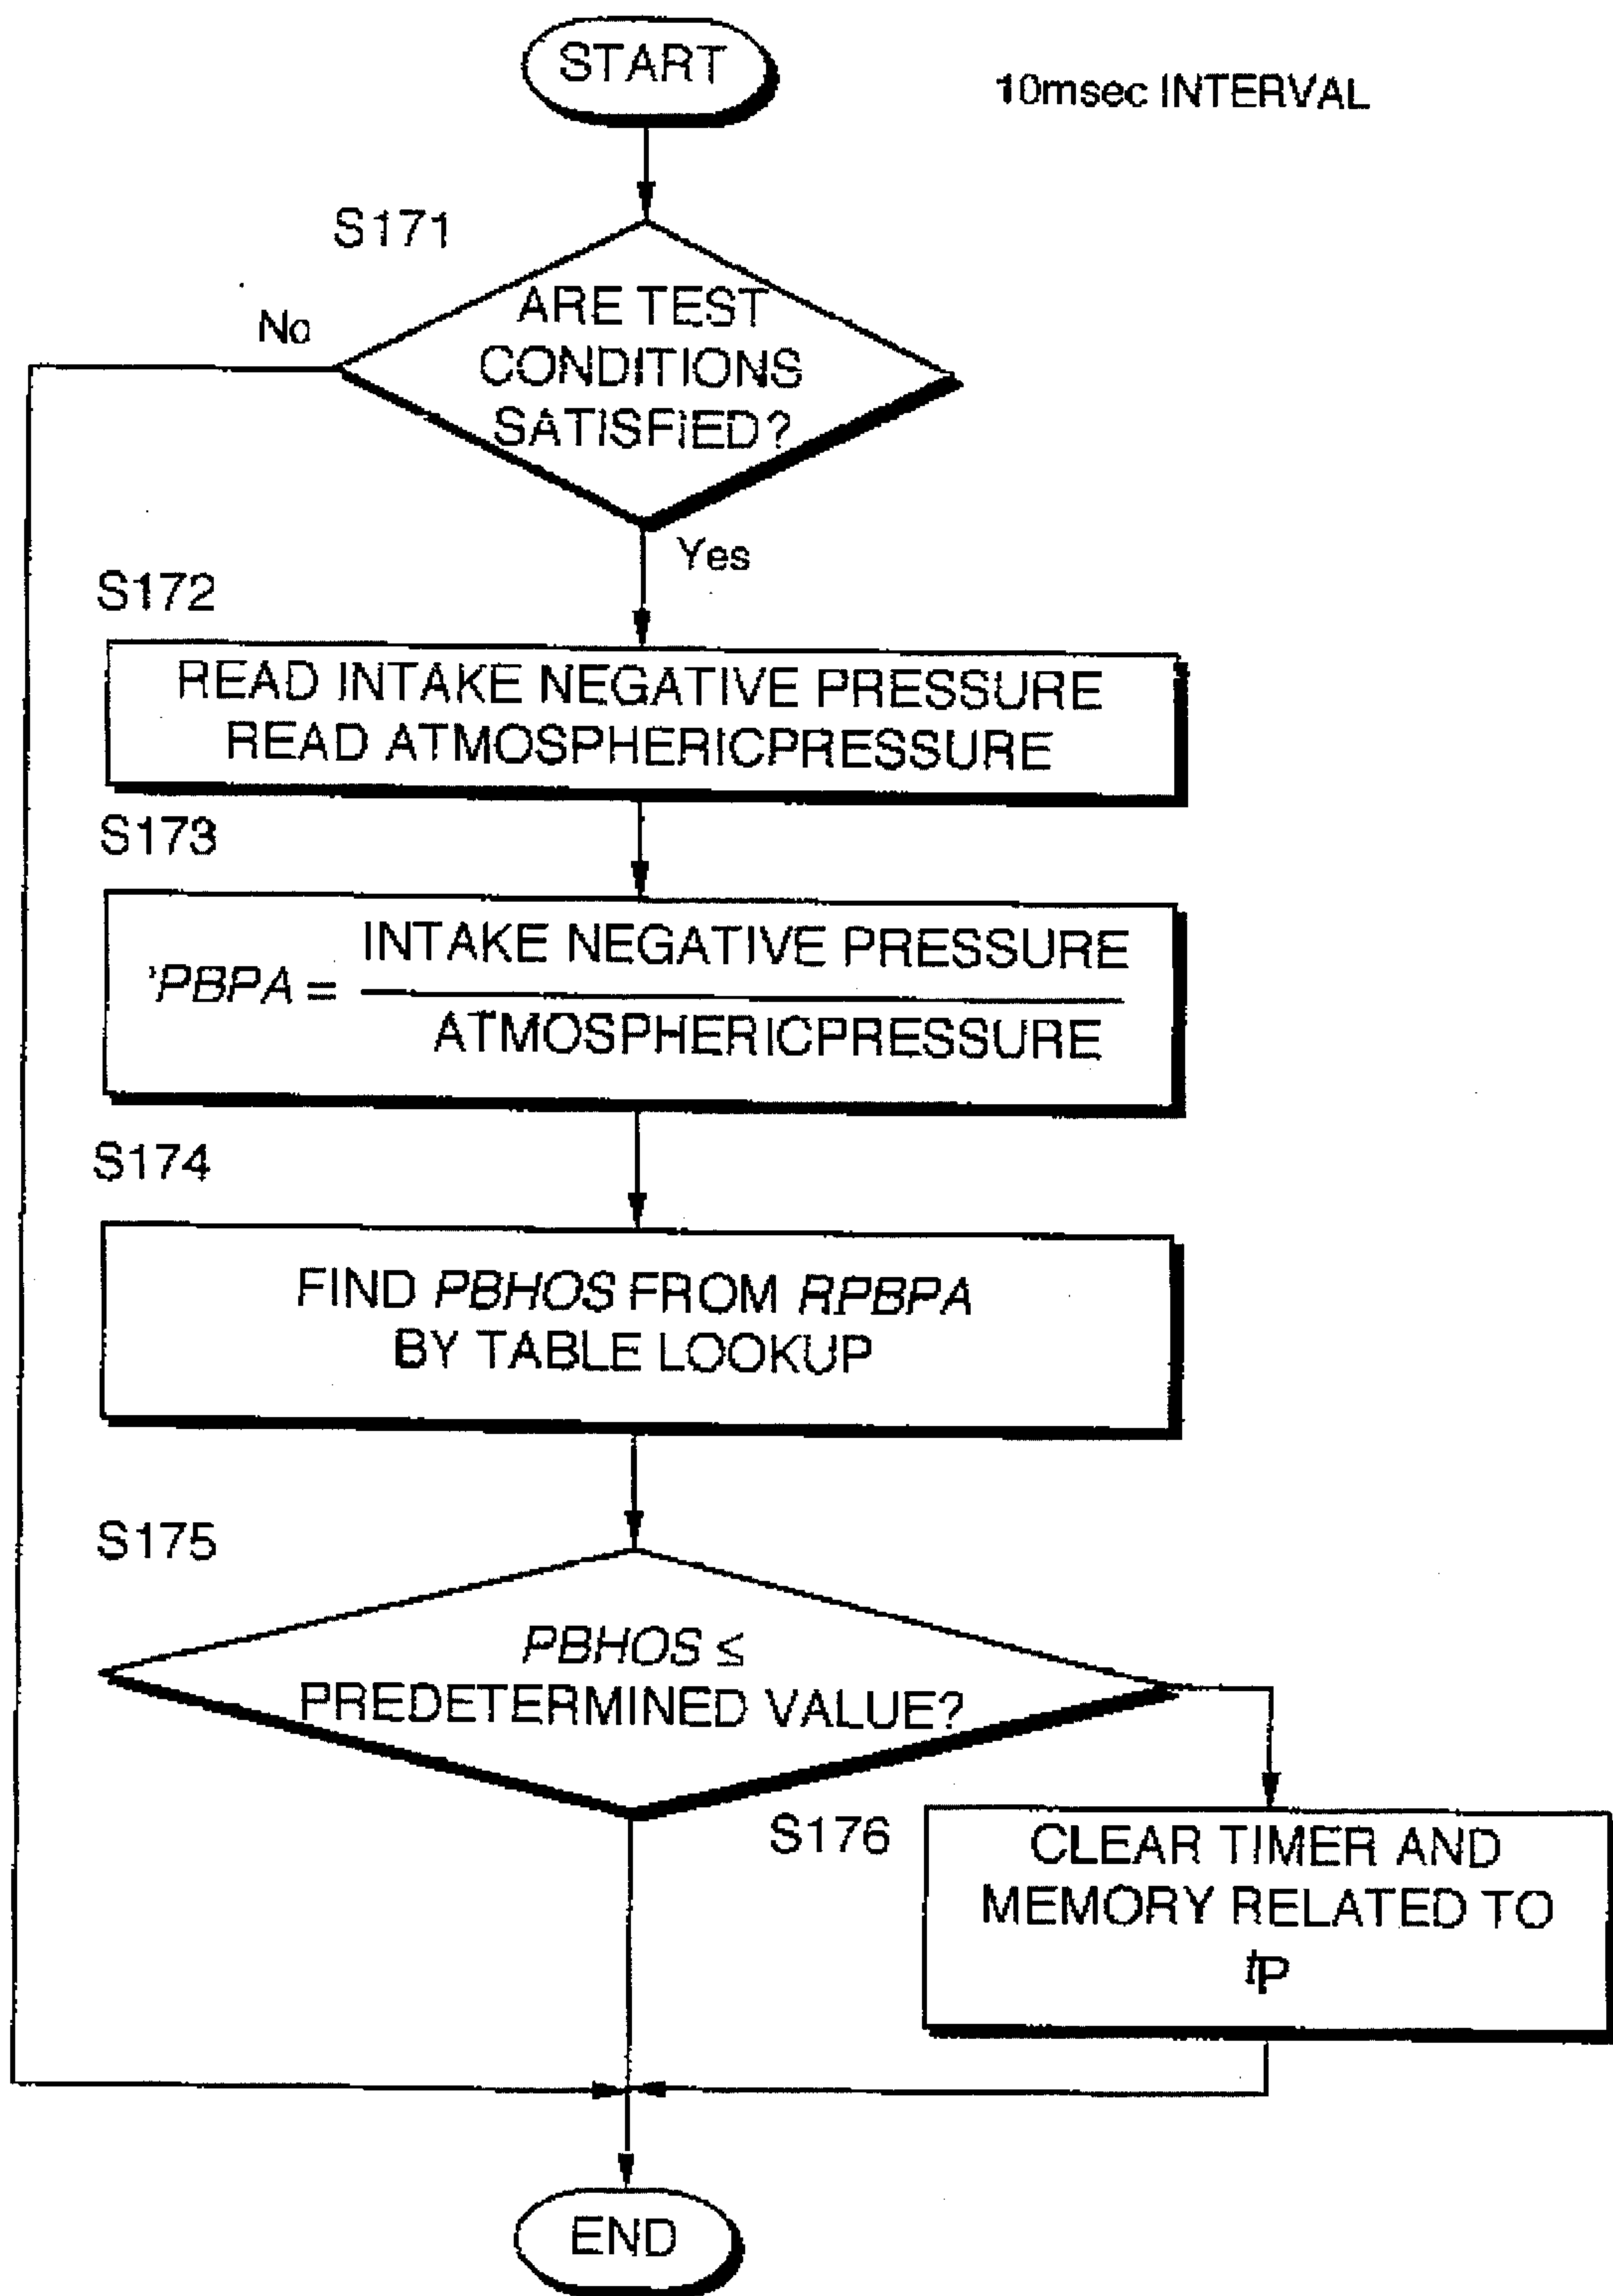 START
10msec INTERVAL
S171
No
ARE TEST
CONDITIONS
SATISFIED?
Yes
S172
READ INTAKE NEGATIVE PRESSURE
READ ATMOSPHERICPRESSURE
S173
INTAKE NEGATIVE PRESSURE
'PBPA =
ATMOSPHERICPRESSURE
S174
FIND PBHOS FROM RPBPA
BY TABLE LOOKUP
S175
PBHOS ≤
PREDETERMINED VALUE?
S176
CLEAR TIMER AND
MEMORY RELATED TO
tP
END